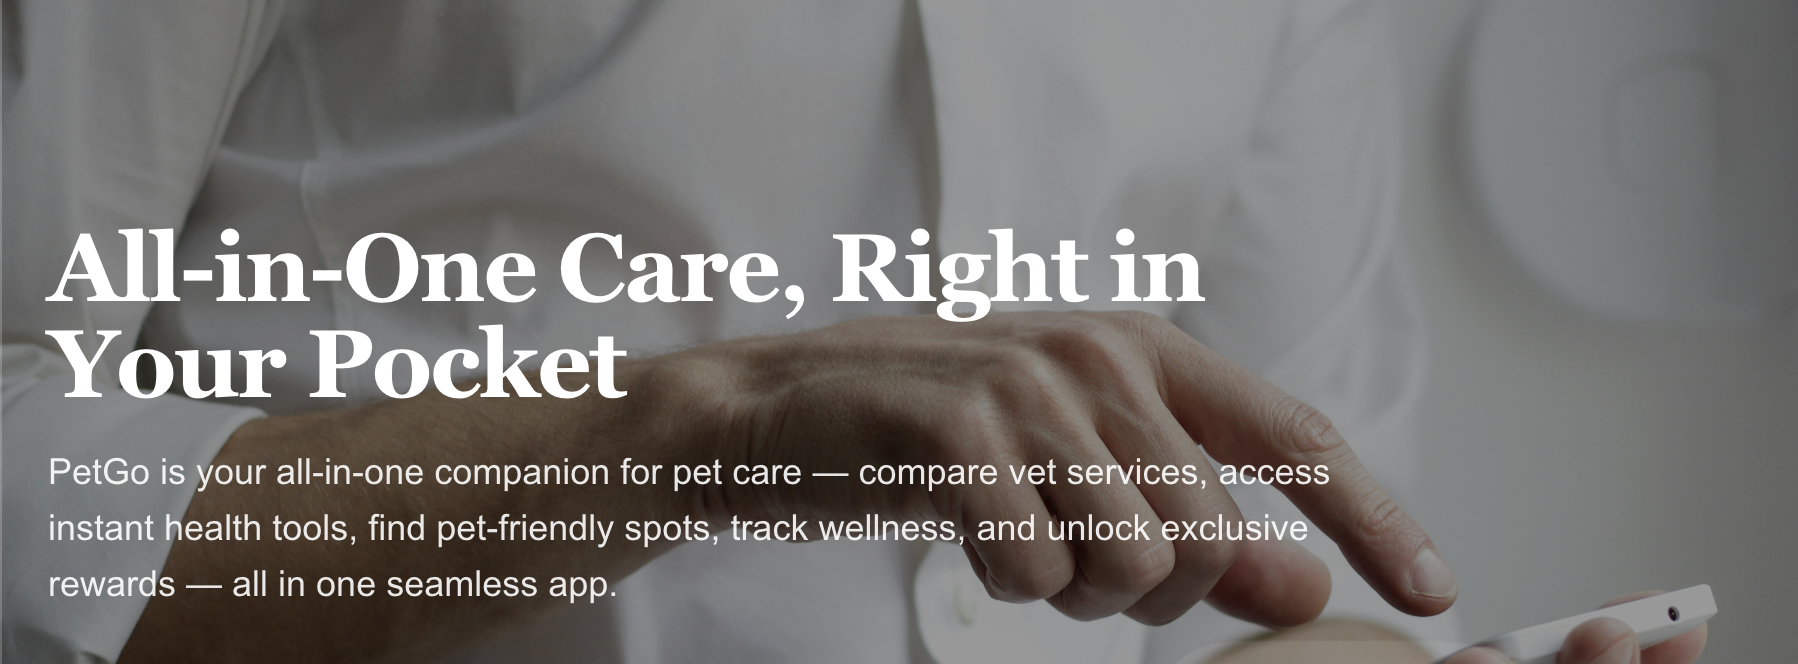 All-in-One Care, Right in
Your Pocket
PetGo is your all-in-one companion for pet care — compare vet services, access
instant health tools, find pet-friendly spots, track wellness, and unlock exclusive
rewards — all in one seamless app.